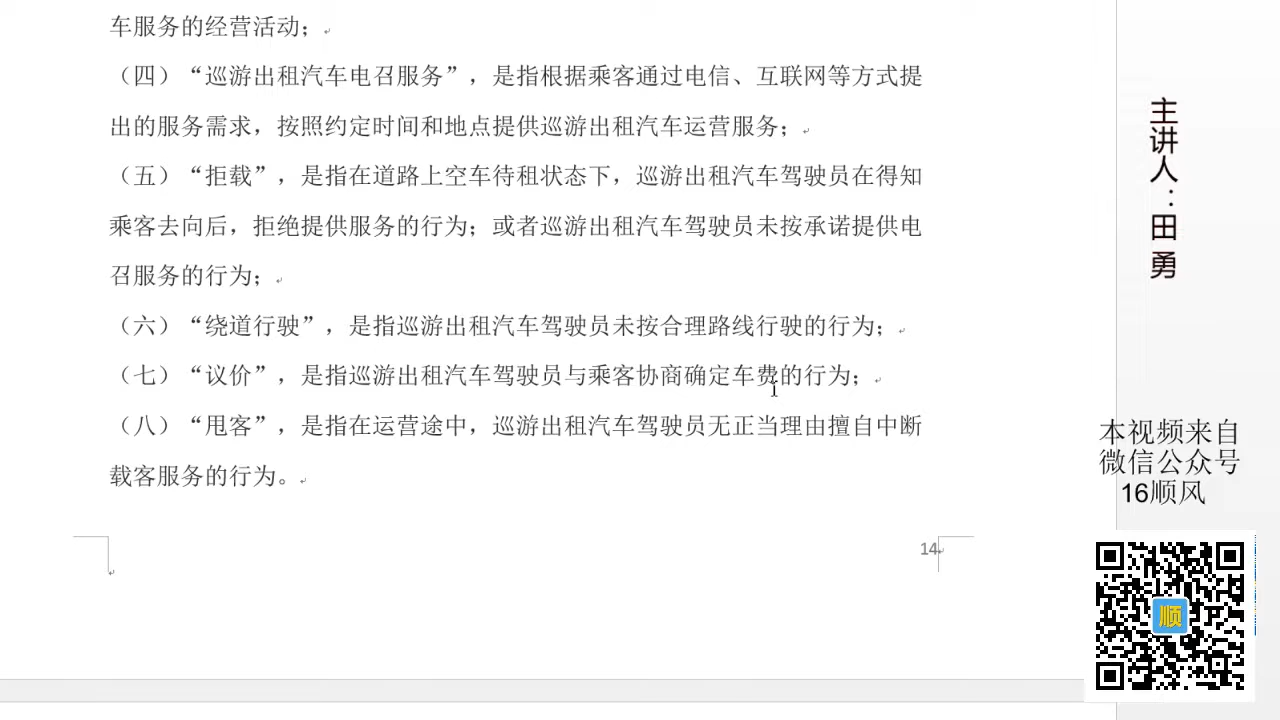 车服务的经营活动；
（四）“巡游出租汽车电召服务”，是指根据乘客通过电信、互联网等方式提
出的服务需求，按照约定时间和地点提供巡游出租汽车运营服务；
（五）“拒载”，是指在道路上空车待租状态下，巡游出租汽车驾驶员在得知
乘客去向后，拒绝提供服务的行为；或者巡游出租汽车驾驶员未按承诺提供电
召服务的行为；
（六）“绕道行驶”，是指巡游出租汽车驾驶员未按合理路线行驶的行为；
（七）“议价”，是指巡游出租汽车驾驶员与乘客协商确定车费的行为；
（八）“甩客”，是指在运营途中，巡游出租汽车驾驶员无正当理由擅自中断
载客服务的行为。
14
主讲人：田勇
本视频来自
微信公众号
16顺风
顺